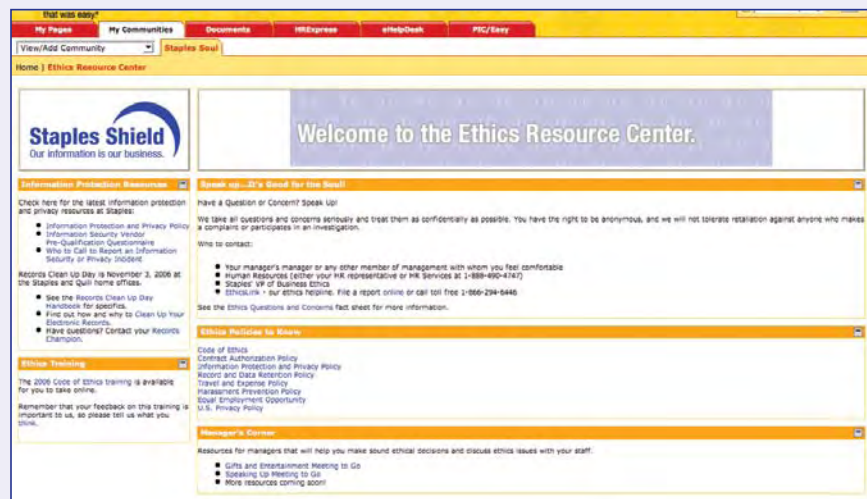 that was easy.®
My Pages
My Communities
Documents
HRExpress
eHelpDesk
PIC/Easy
View/Add Community
Staples Soul
Home | Ethics Resource Center
Staples Shield
Our information is our business.
Welcome to the Ethics Resource Center.
Information Protection Resources
Check here for the latest information protection
and privacy resources at Staples:
Information Protection and Privacy Policy
Information Security Vendor
Pre-Qualification Questionnaire
Who to Call to Report an Information
Security or Privacy Incident
Records Clean Up Day is November 3, 2006 at
the Staples and Quill home offices.
See the Records Clean Up Day
Handbook for specifics.
Find out how and why to Clean Up Your
Electronic Records.
Have questions? Contact your Records
Champion.
Ethics Training
The 2006 Code of Ethics training is available
for you to take online.
Remember that your feedback on this training is
important to us, so please tell us what you
think.
Speak up...It's Good for the Soul!
Have a Question or Concern? Speak Up!
We take all questions and concerns seriously and treat them as confidentially as possible. You have the right to be anonymous, and we will not tolerate retaliation against anyone who makes
a complaint or participates in an investigation.
Who to contact:
Your manager's manager or any other member of management with whom you feel comfortable
Human Resources (either your HR representative or HR Services at 1-888-490-4747)
Staples' VP of Business Ethics
EthicsLink - our ethics helpline. File a report online or call toll free 1-866-294-6446
See the Ethics Questions and Concerns fact sheet for more information.
Ethics Policies to Know
Code of Ethics
Contract Authorization Policy
Information Protection and Privacy Policy
Record and Data Retention Policy
Travel and Expense Policy
Harassment Prevention Policy
Equal Employment Opportunity
U.S. Privacy Policy
Manager's Corner
Resources for managers that will help you make sound ethical decisions and discuss ethics issues with your staff.
Gifts and Entertainment Meeting to Go
Speaking Up Meeting to Go
More resources coming soon!